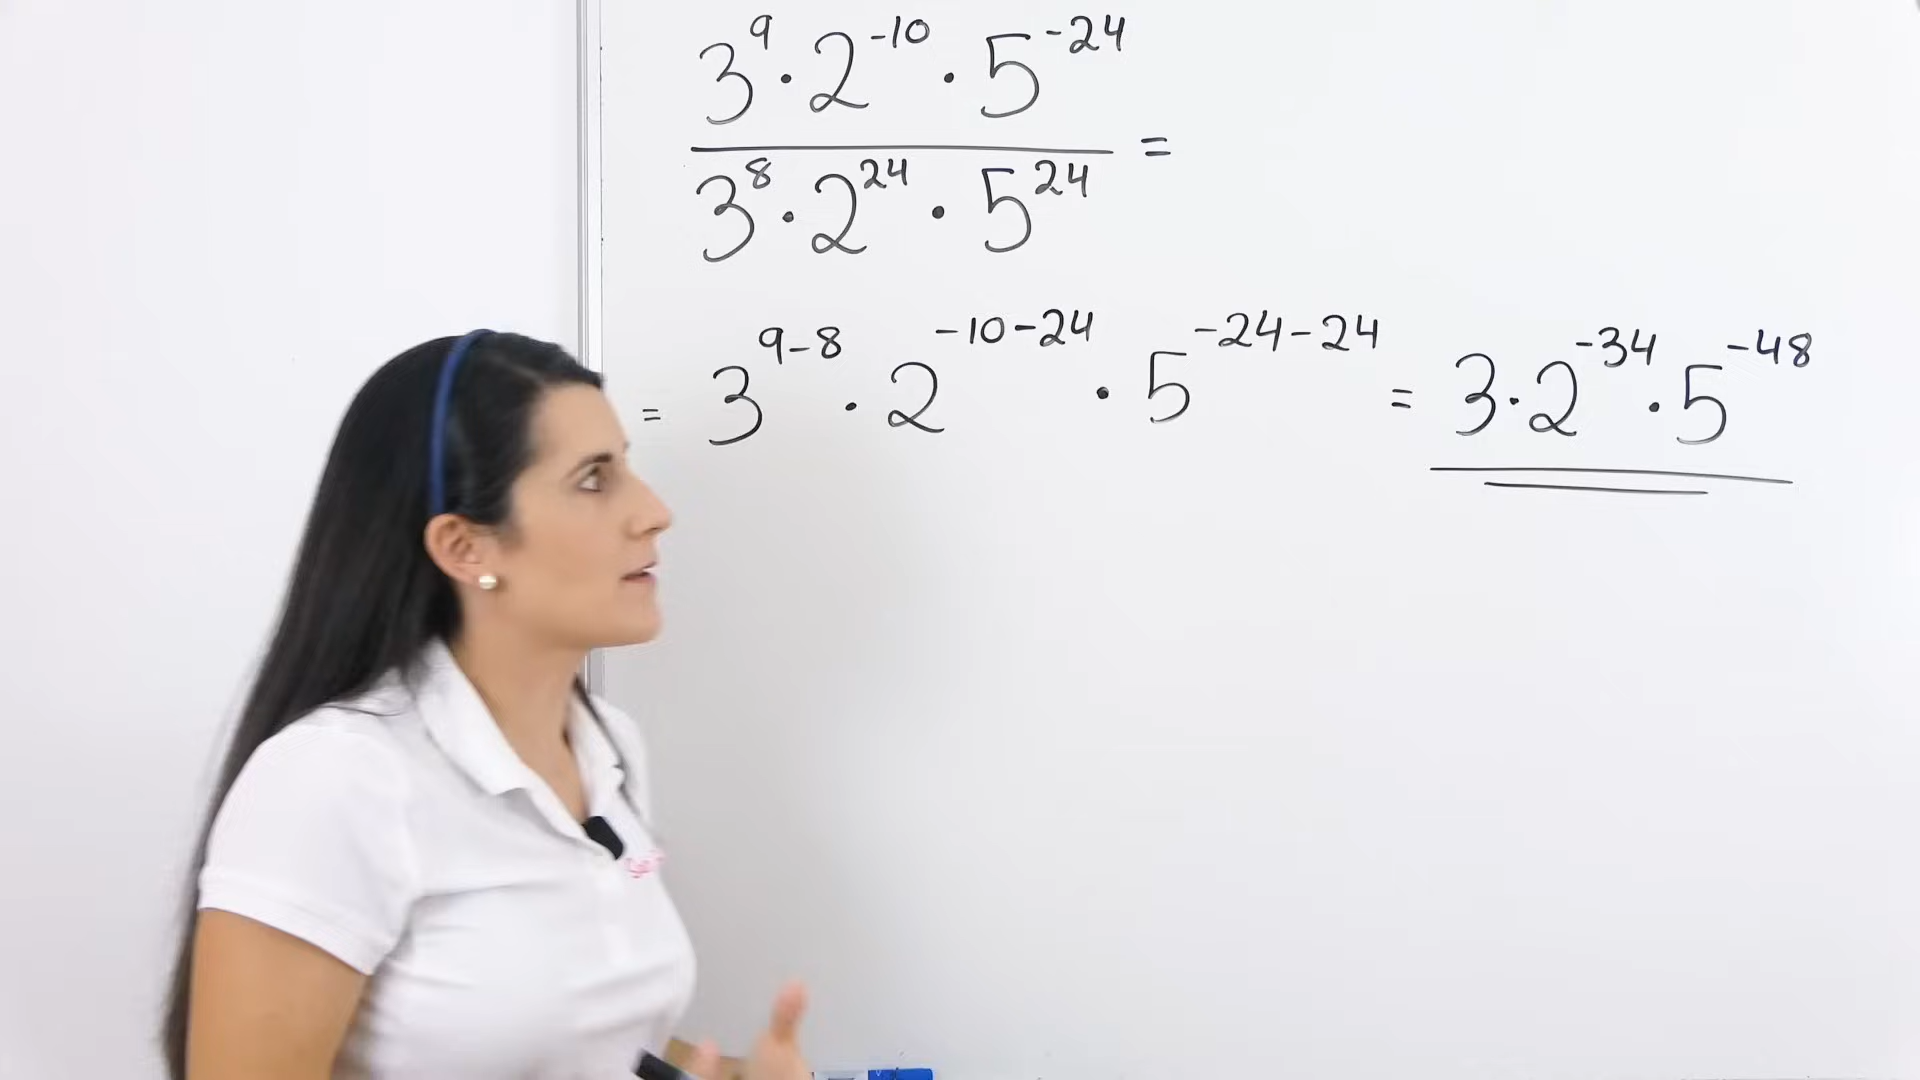 3^9 · 2^-10 · 5^-24
3^8 · 2^24 · 5^24 =
= 3^9-8 · 2^-10-24 · 5^-24-24 = 3·2^-34 · 5^-48